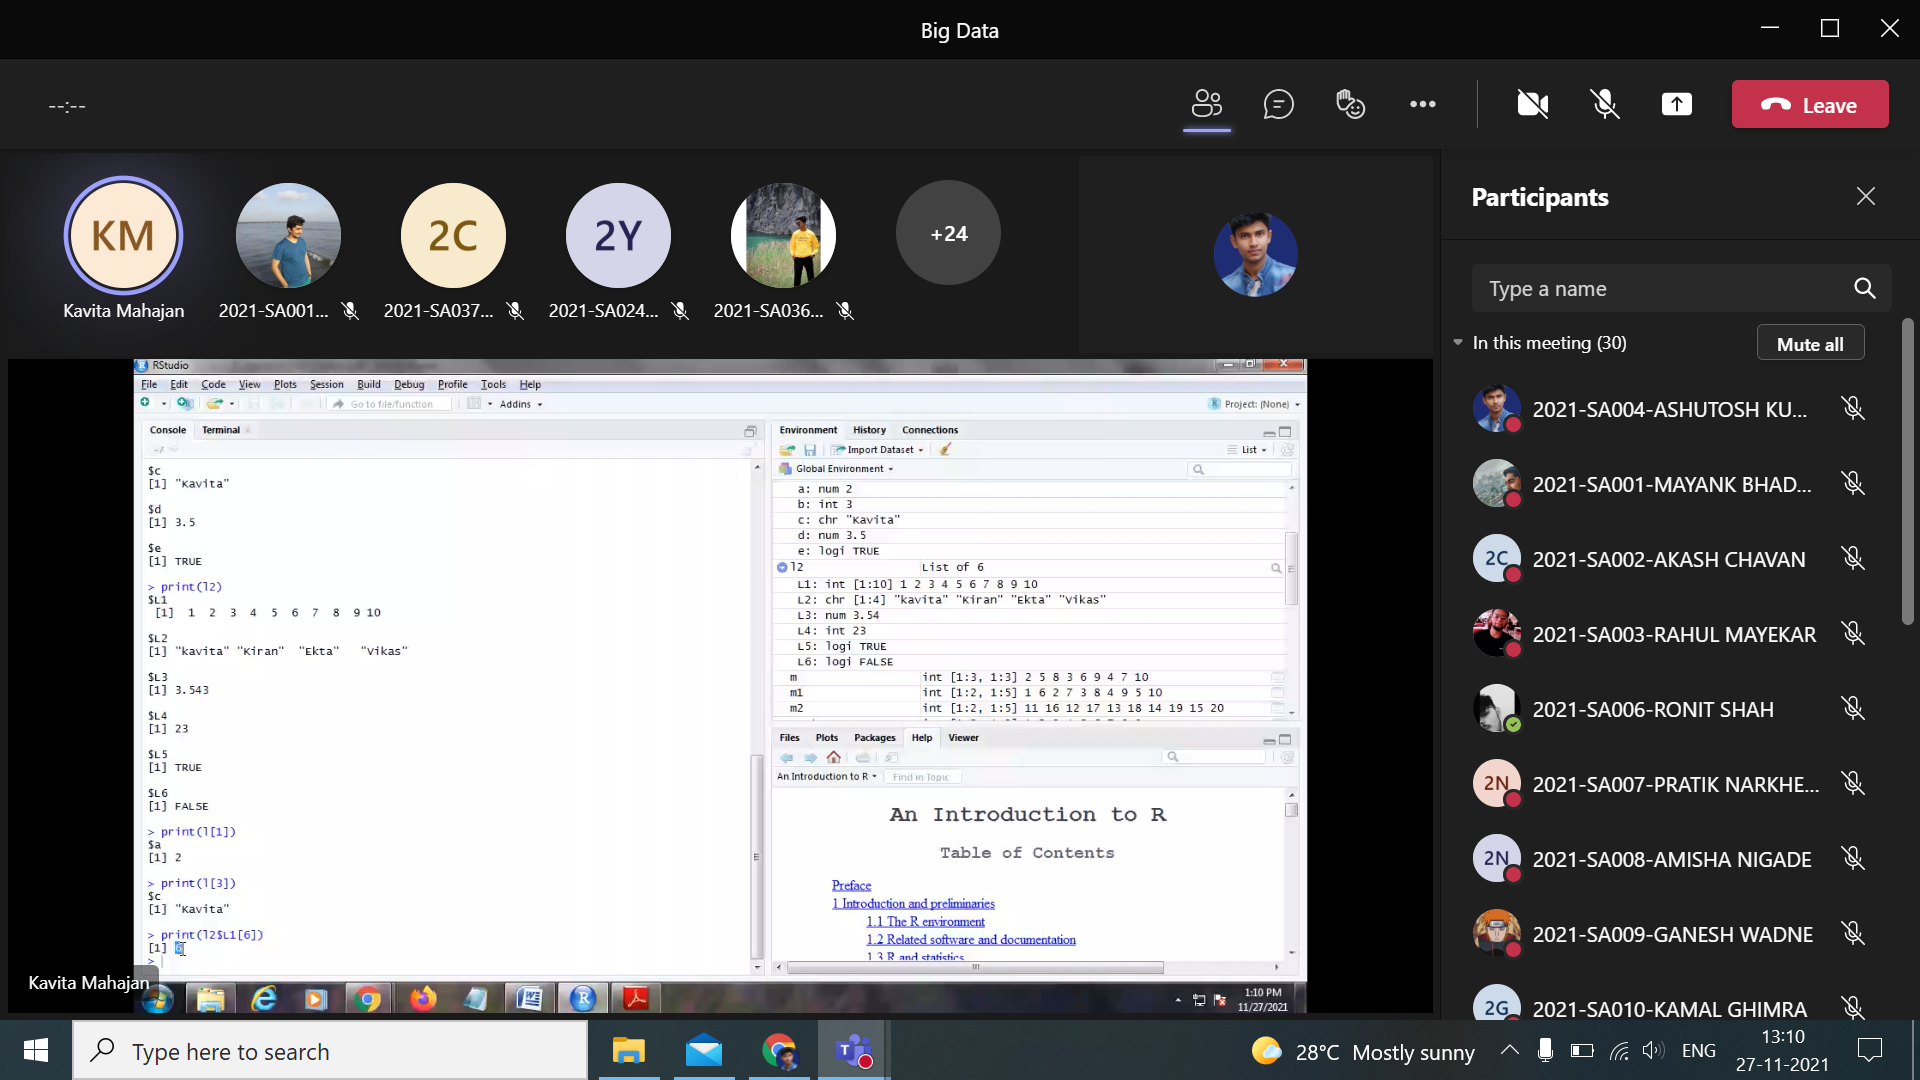 Big Data
--:--
Leave
KM
2C
2Y
+24
Kavita Mahajan
2021-SA001...
2021-SA037...
2021-SA024...
2021-SA036...
Participants
Type a name
In this meeting (30)
Mute all
2021-SA004-ASHUTOSH KU...
2021-SA001-MAYANK BHAD...
2C
2021-SA002-AKASH CHAVAN
2021-SA003-RAHUL MAYEKAR
2021-SA006-RONIT SHAH
2N
2021-SA007-PRATIK NARKHE...
2N
2021-SA008-AMISHA NIGADE
2021-SA009-GANESH WADNE
2G
2021-SA010-KAMAL GHIMRA
RStudio
File Edit Code View Plots Session Build Debug Profile Tools Help
Go to file/function
Addins
Project: (None)
Console Terminal
$c
[1] "Kavita"
$d
[1] 3.5
$e
[1] TRUE
> print(l2)
$L1
[1] 1 2 3 4 5 6 7 8 9 10
$L2
[1] "kavita" "Kiran" "Ekta" "Vikas"
$L3
[1] 3.543
$L4
[1] 23
$L5
[1] TRUE
$L6
[1] FALSE
> print(l[1])
$a
[1] 2
> print(l[3])
$c
[1] "Kavita"
> print(l2$L1[6])
[1] 6
>
Environment History Connections
Import Dataset
List
Global Environment
a: num 2
b: int 3
c: chr "Kavita"
d: num 3.5
e: logi TRUE
l2 List of 6
L1: int [1:10] 1 2 3 4 5 6 7 8 9 10
L2: chr [1:4] "kavita" "Kiran" "Ekta" "Vikas"
L3: num 3.54
L4: int 23
L5: logi TRUE
L6: logi FALSE
m int [1:3, 1:3] 2 5 8 3 6 9 4 7 10
m1 int [1:2, 1:5] 1 6 2 7 3 8 4 9 5 10
m2 int [1:2, 1:5] 11 16 12 17 13 18 14 19 15 20
Files Plots Packages Help Viewer
An Introduction to R
Find in Topic
An Introduction to R
Table of Contents
Preface
1 Introduction and preliminaries
1.1 The R environment
1.2 Related software and documentation
1.3 R and statistics
Kavita Mahajan
1:10 PM
11/27/2021
Type here to search
28°C Mostly sunny
ENG
13:10
27-11-2021